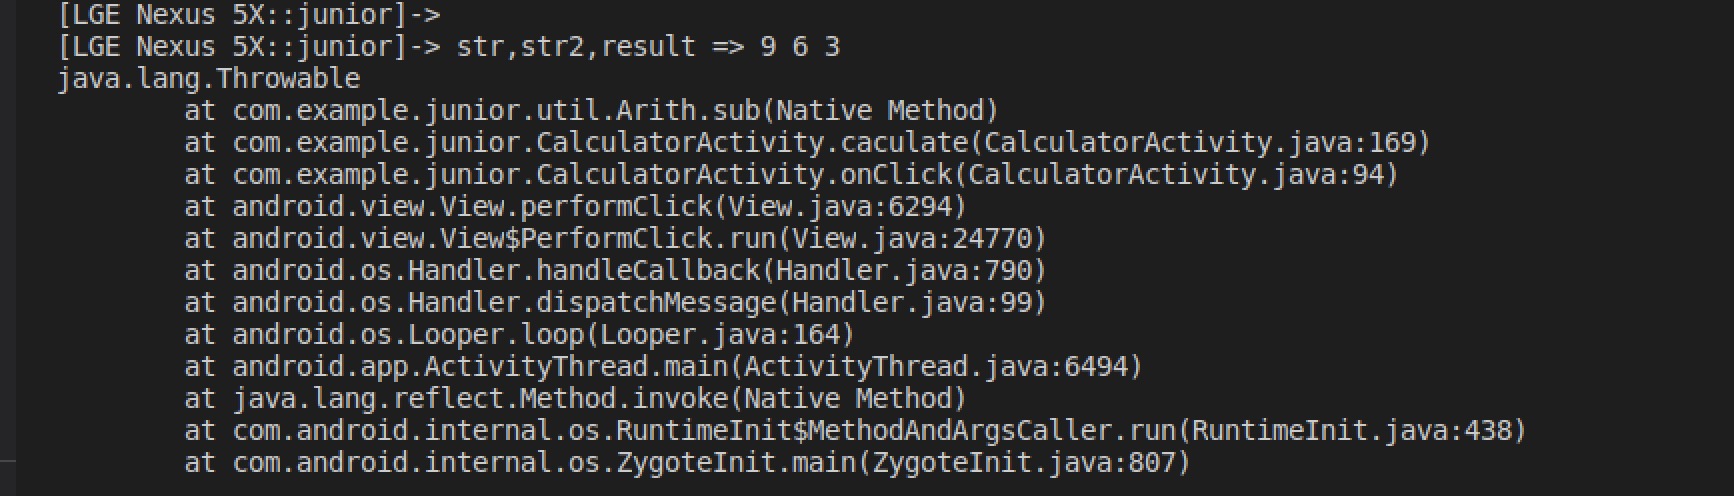 [LGE Nexus 5X::junior]->
[LGE Nexus 5X::junior]-> str,str2,result => 9 6 3
java.lang.Throwable
        at com.example.junior.util.Arith.sub(Native Method)
        at com.example.junior.CalculatorActivity.caculate(CalculatorActivity.java:169)
        at com.example.junior.CalculatorActivity.onClick(CalculatorActivity.java:94)
        at android.view.View.performClick(View.java:6294)
        at android.view.View$PerformClick.run(View.java:24770)
        at android.os.Handler.handleCallback(Handler.java:790)
        at android.os.Handler.dispatchMessage(Handler.java:99)
        at android.os.Looper.loop(Looper.java:164)
        at android.app.ActivityThread.main(ActivityThread.java:6494)
        at java.lang.reflect.Method.invoke(Native Method)
        at com.android.internal.os.RuntimeInit$MethodAndArgsCaller.run(RuntimeInit.java:438)
        at com.android.internal.os.ZygoteInit.main(ZygoteInit.java:807)